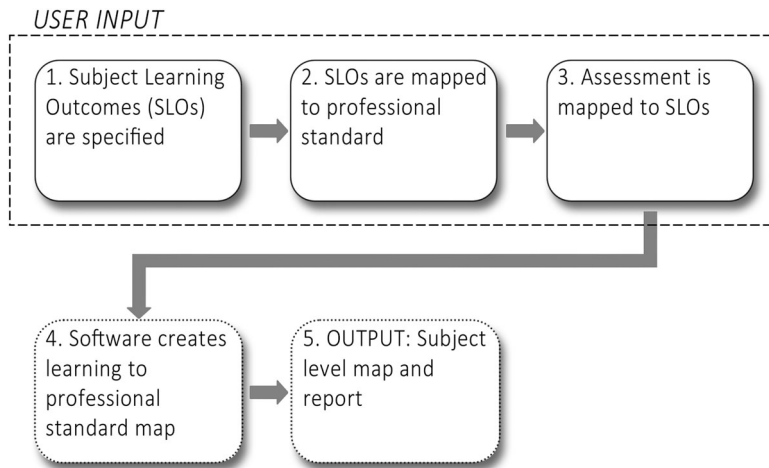 USER INPUT
1. Subject Learning
Outcomes (SLOs)
are specified
2. SLOs are mapped
to professional
standard
3. Assessment is
mapped to SLOs
4. Software creates
learning to
professional
standard map
5. OUTPUT: Subject
level map and
report